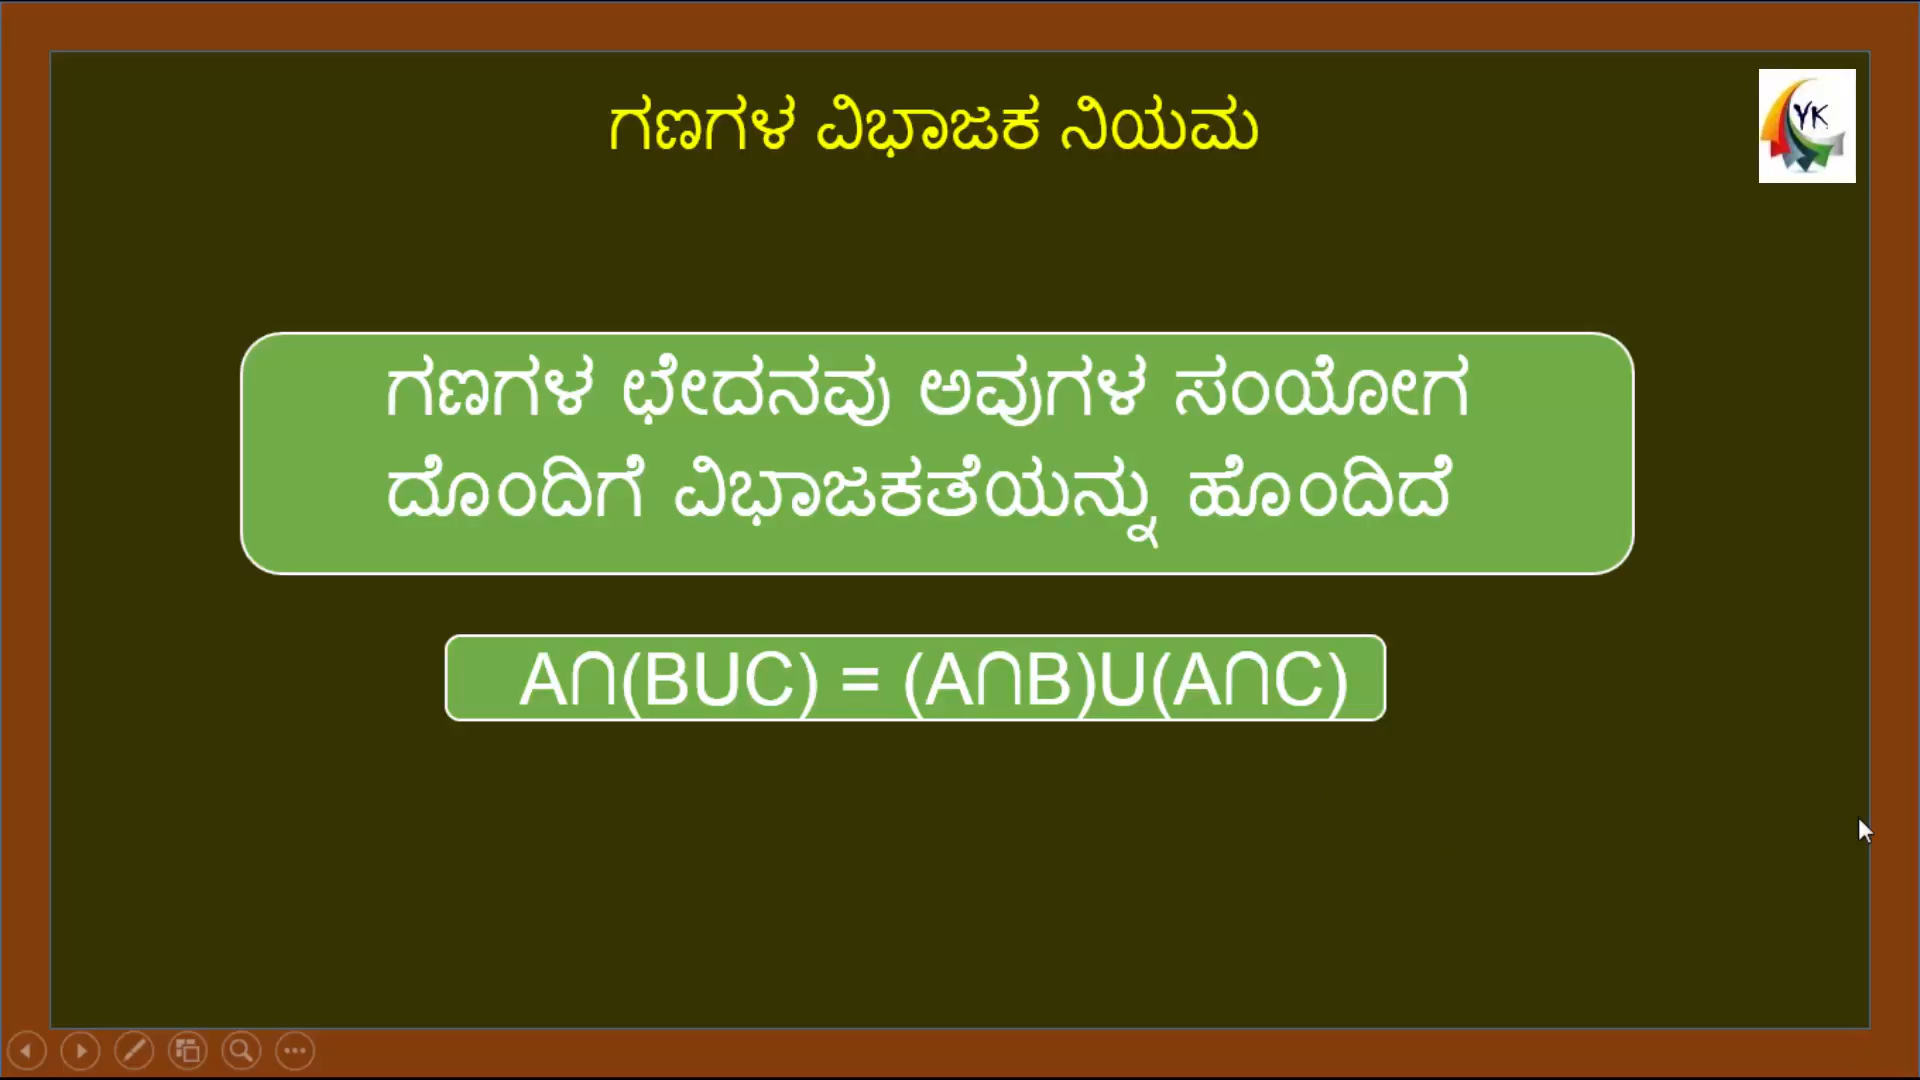 ಗಣಗಳ ವಿಭಾಜಕ ನಿಯಮ
YK
ಗಣಗಳ ಛೇದನವು ಅವುಗಳ ಸಂಯೋಗ
ದೊಂದಿಗೆ ವಿಭಾಜಕತೆಯನ್ನು ಹೊಂದಿದೆ
A∩(BUC) = (A∩B)U(A∩C)